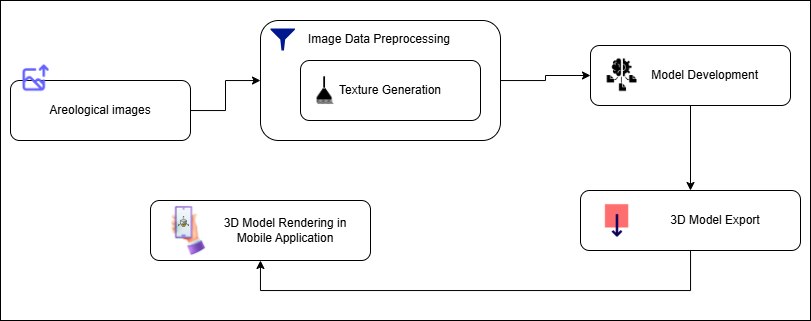 Areological images
Image Data Preprocessing
Texture Generation
Model Development
3D Model Export
3D Model Rendering in
Mobile Application